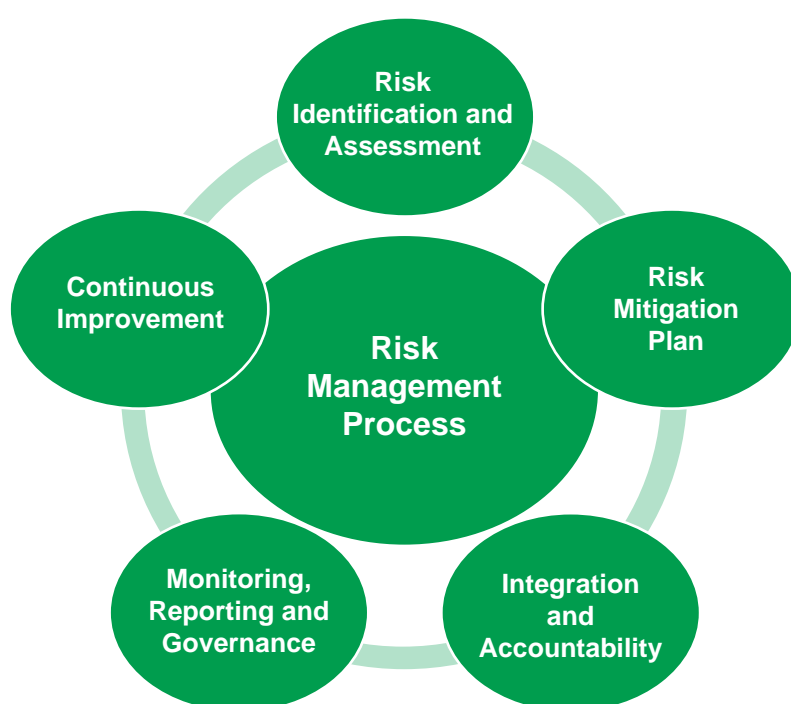 Risk
Identification and
Assessment
Risk
Mitigation
Plan
Integration
and
Accountability
Monitoring,
Reporting and
Governance
Continuous
Improvement
Risk
Management
Process